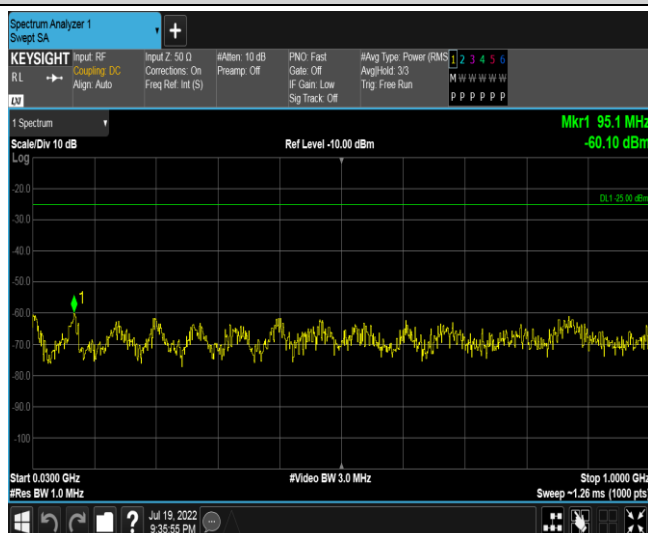 Spectrum Analyzer 1
Swept SA
+
KEYSIGHT
RL
LXI
Input: RF
Coupling: DC
Align: Auto
Input Z: 50 Ω
Corrections: On
Freq Ref: Int (S)
#Atten: 10 dB
Preamp: Off
PNO: Fast
Gate: Off
IF Gain: Low
Sig Track: Off
#Avg Type: Power (RMS
Avg|Hold: 3/3
Trig: Free Run
1 2 3 4 5 6
M W W W W W
P P P P P P
1 Spectrum
Mkr1 95.1 MHz
-60.10 dBm
Scale/Div 10 dB
Ref Level -10.00 dBm
Log
-20.0
DL1 -25.00 dBm
-30.0
-40.0
-50.0
1
-60.0
-70.0
-80.0
-90.0
-100
Start 0.0300 GHz
#Video BW 3.0 MHz
Stop 1.0000 GHz
#Res BW 1.0 MHz
Sweep ~1.26 ms (1000 pts)
?
Jul 19, 2022
9:35:55 PM